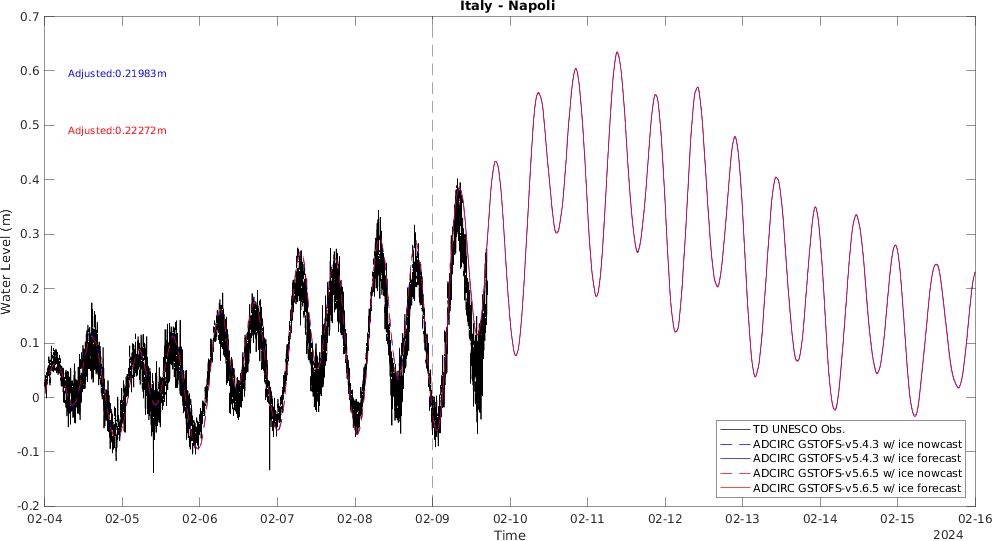 Italy - Napoli
0.7
0.6
0.5
0.4
0.3
0.2
0.1
0
-0.1
-0.2
Water Level (m)
Adjusted:0.21983m
Adjusted:0.22272m
TD UNESCO Obs.
ADCIRC GSTOFS-v5.4.3 w/ ice nowcast
ADCIRC GSTOFS-v5.4.3 w/ ice forecast
ADCIRC GSTOFS-v5.6.5 w/ ice nowcast
ADCIRC GSTOFS-v5.6.5 w/ ice forecast
02-04 02-05 02-06 02-07 02-08 02-09 02-10 02-11 02-12 02-13 02-14 02-15 02-16
Time
2024